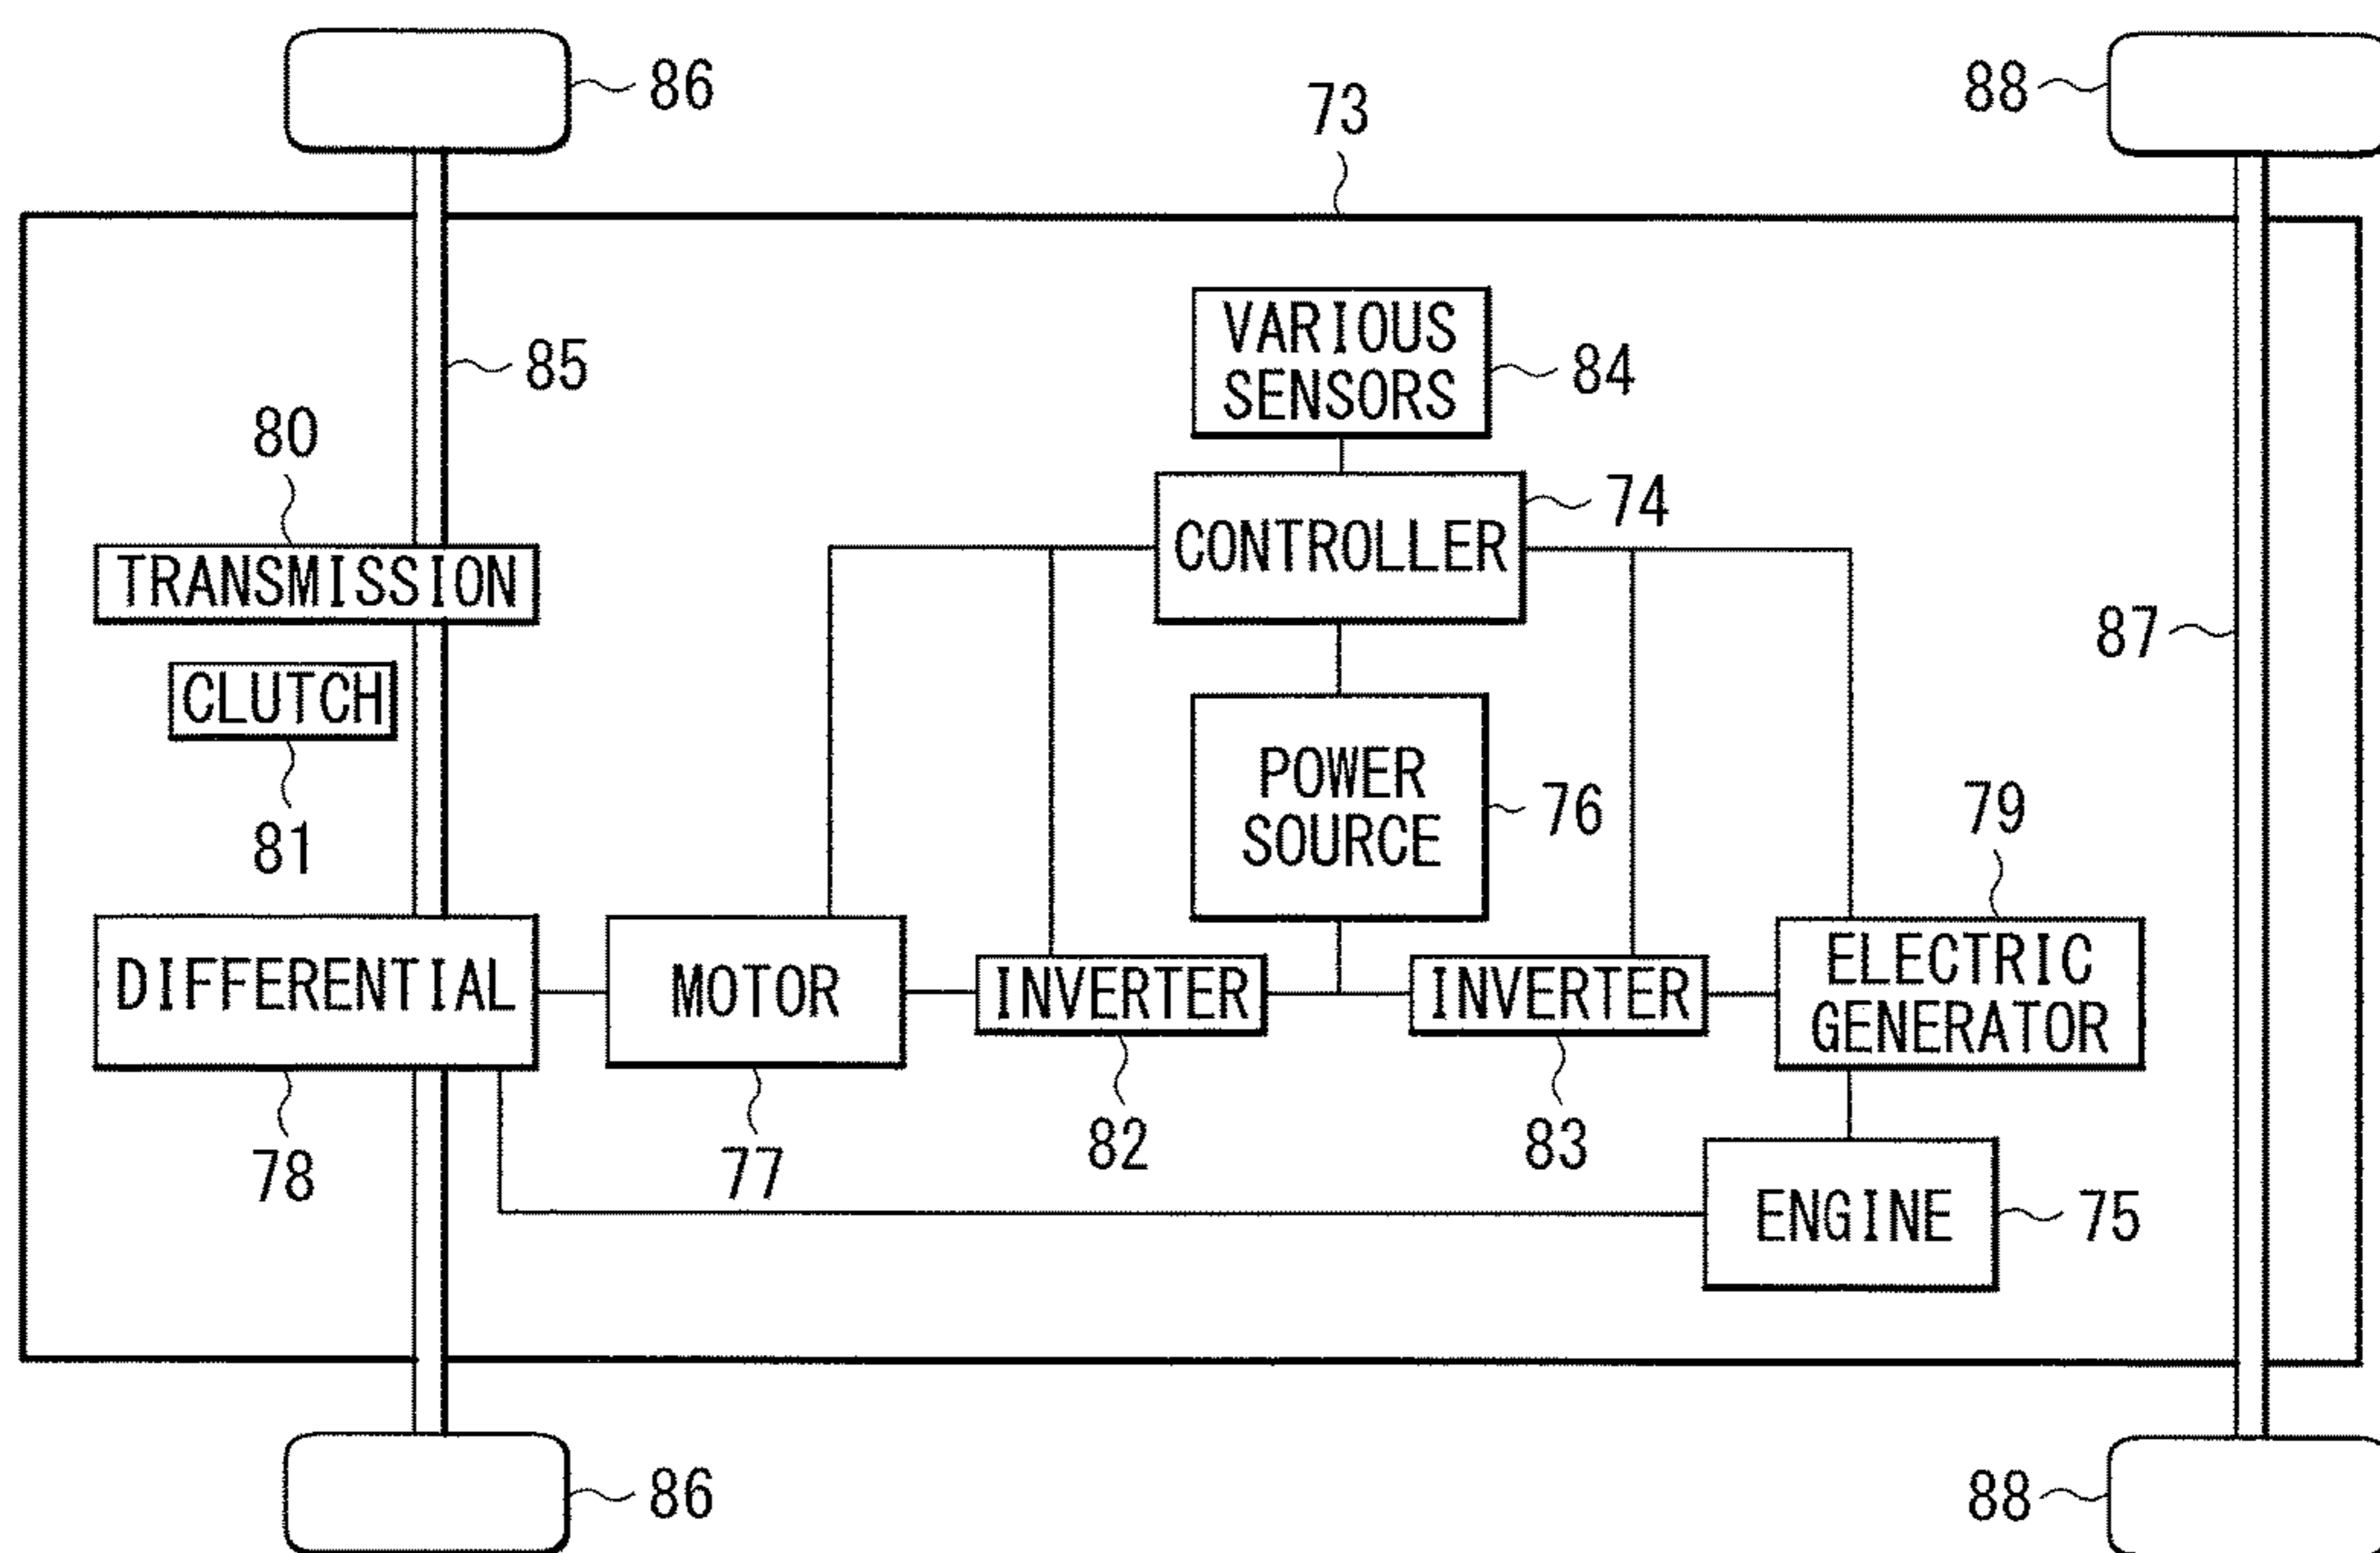 86
88
73
VARIOUS
SENSORS
84
85
80
74
CONTROLLER
TRANSMISSION
87
CLUTCH
POWER
SOURCE
76
79
81
ELECTRIC
GENERATOR
DIFFERENTIAL
MOTOR
INVERTER
INVERTER
82
83
78
77
ENGINE
75
86
88